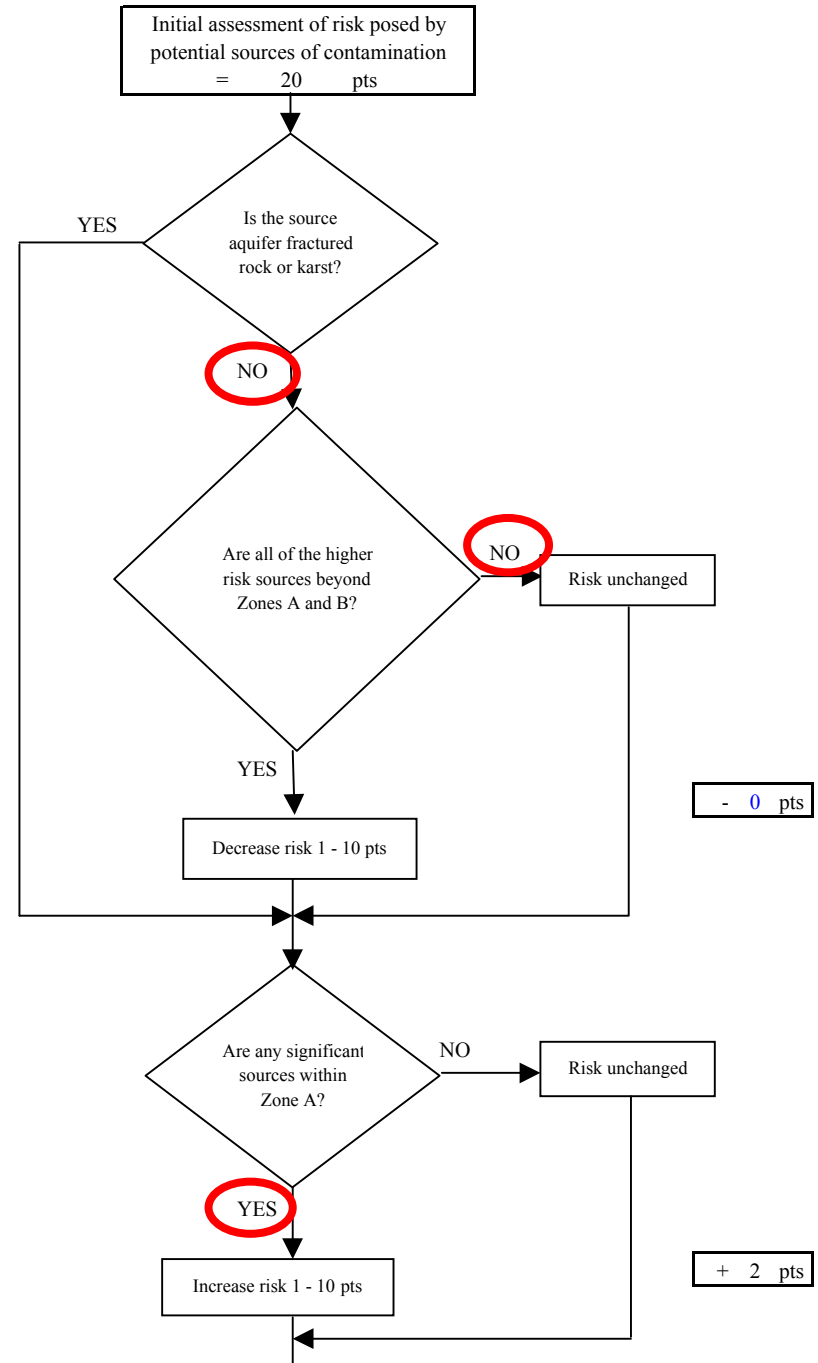 Initial assessment of risk posed by
potential sources of contamination
= 20 pts
Is the source
aquifer fractured
rock or karst?
YES
NO
Are all of the higher
risk sources beyond
Zones A and B?
NO
Risk unchanged
YES
- 0 pts
Decrease risk 1 - 10 pts
Are any significant
sources within
Zone A?
NO
Risk unchanged
YES
+ 2 pts
Increase risk 1 - 10 pts